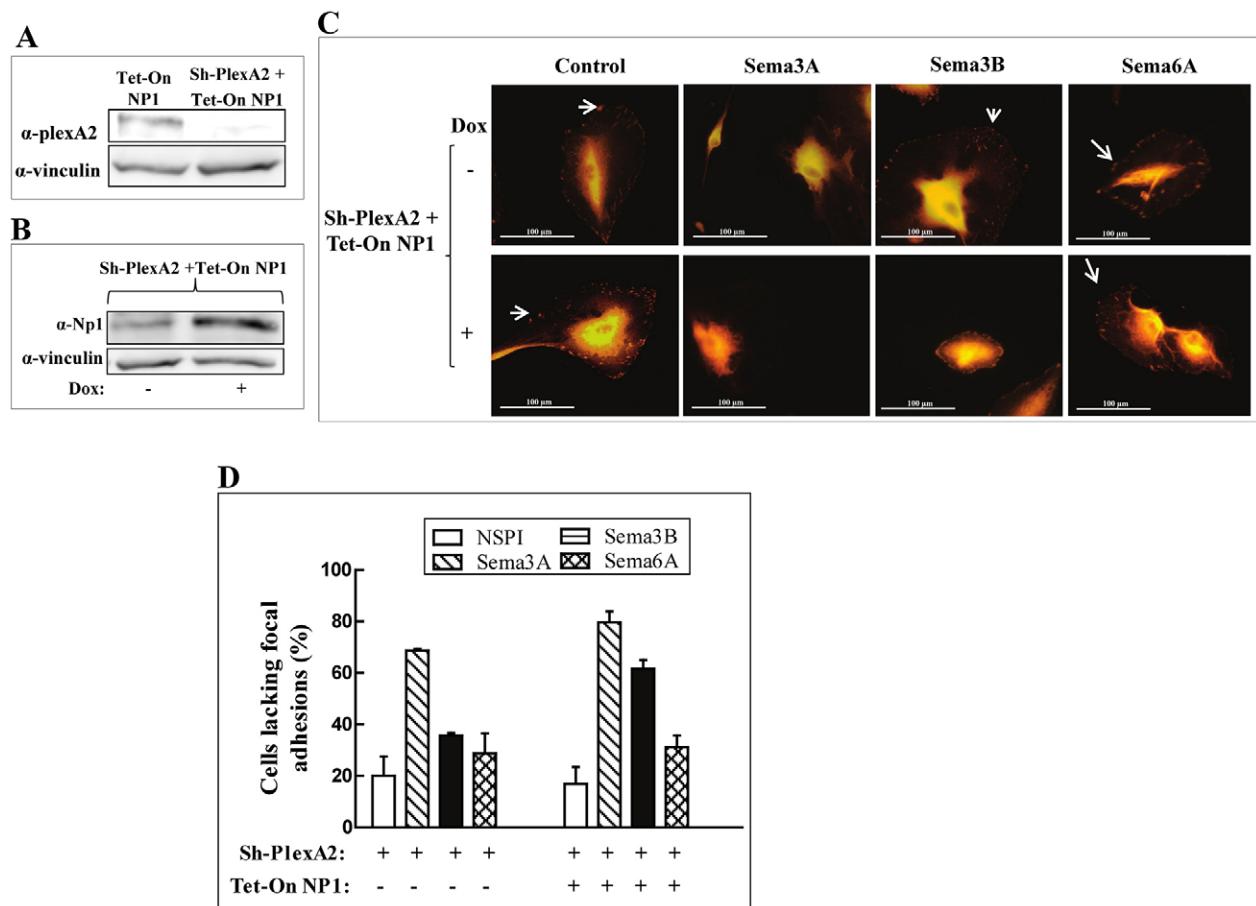 A
Tet-On NP1
Sh-PlexA2 + Tet-On NP1
α-plexA2
α-vinculin
B
Sh-PlexA2 +Tet-On NP1
α-Np1
α-vinculin
Dox: - +
C
Control Sema3A Sema3B Sema6A
Dox
-
Sh-PlexA2 +
Tet-On NP1
+
100 µm 100 µm 100 µm 100 µm
100 µm 100 µm 100 µm 100 µm
D
NSPI Sema3B
Sema3A Sema6A
Cells lacking focal
adhesions (%)
100
80
60
40
20
0
Sh-PlexA2: + + + + + + + +
Tet-On NP1: - - - - + + + +